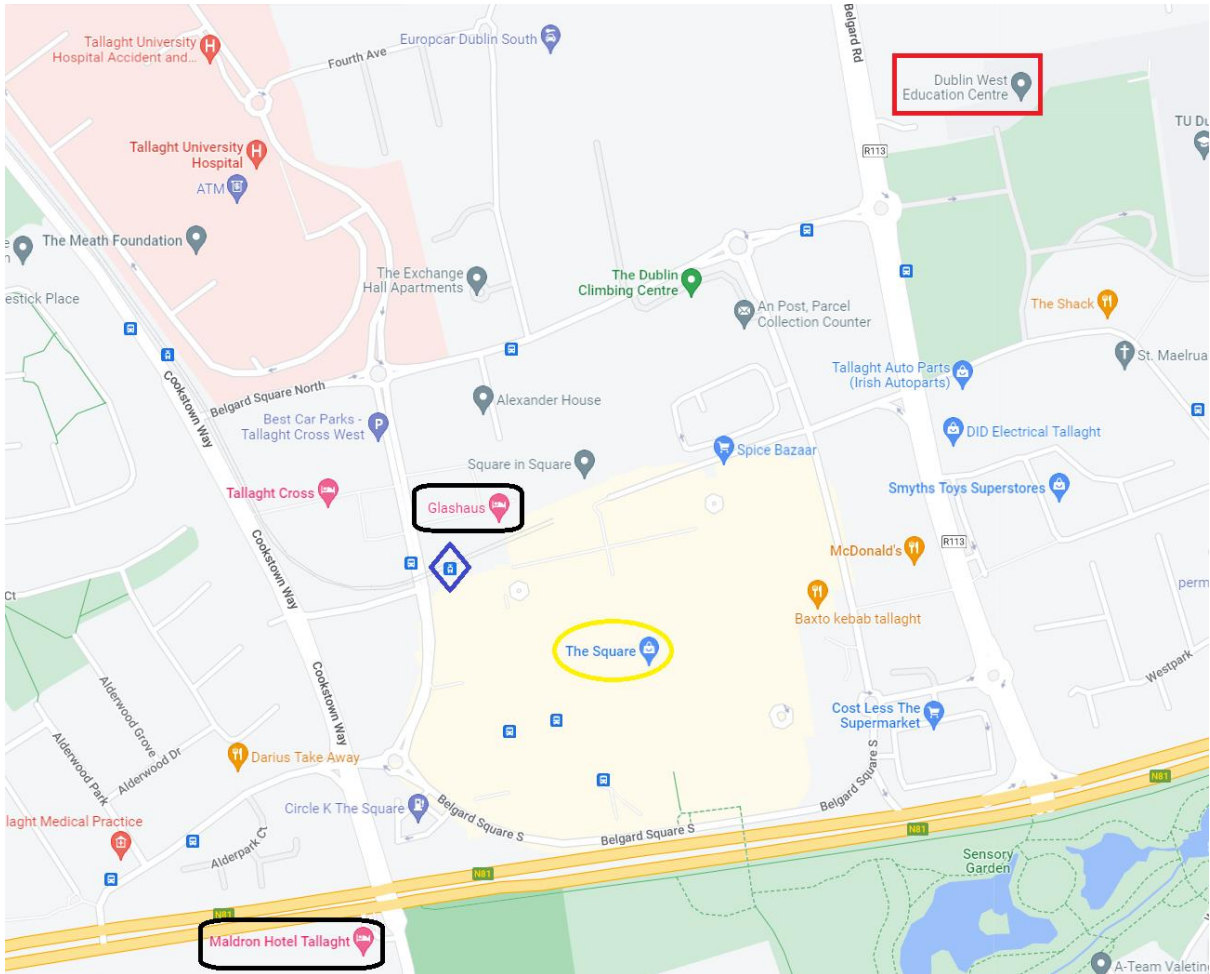 Tallaght University
Hospital Accident and...
Europcar Dublin South
Fourth Ave
Belgard Rd
Dublin West
Education Centre
TU Du
R113
Tallaght University
Hospital
ATM
The Meath Foundation
estick Place
The Exchange
Hall Apartments
The Dublin
Climbing Centre
An Post, Parcel
Collection Counter
The Shack
St. Maelrua
Cookstown Way
Belgard Square North
Tallaght Auto Parts
(Irish Autoparts)
Alexander House
Best Car Parks -
Tallaght Cross West
P
DID Electrical Tallaght
Spice Bazaar
Square in Square
Tallaght Cross
Glashaus
Smyths Toys Superstores
McDonald's
R113
Cookstown Way
Ct
perm
Baxto kebab tallaght
The Square
Westpark
Alderwood Grove
Cookstown Way
Cost Less The
Supermarket
Alderwood Park
Alderwood Dr
Darius Take Away
Belgard Square S
N81
Circle K The Square
Belgard Square S
Belgard Square S
laght Medical Practice
Alderpark Ct
N81
N81
Sensory
Garden
N81
Maldron Hotel Tallaght
A-Team Valeting